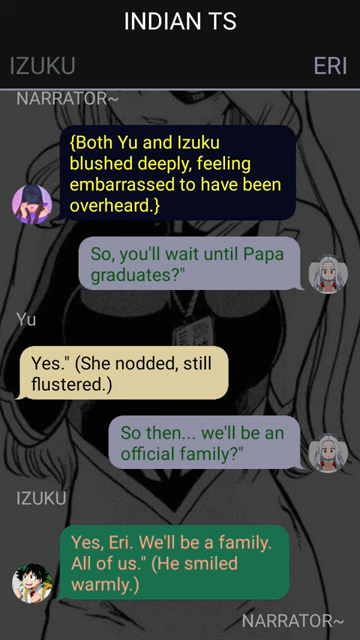 INDIAN TS
IZUKU
ERI
NARRATOR~
{Both Yu and Izuku
blushed deeply, feeling
embarrassed to have been
overheard.}
So, you'll wait until Papa
graduates?"
Yu
Yes." (She nodded, still
flustered.)
So then... we'll be an
official family?"
IZUKU
Yes, Eri. We'll be a family.
All of us." (He smiled
warmly.)
NARRATOR~